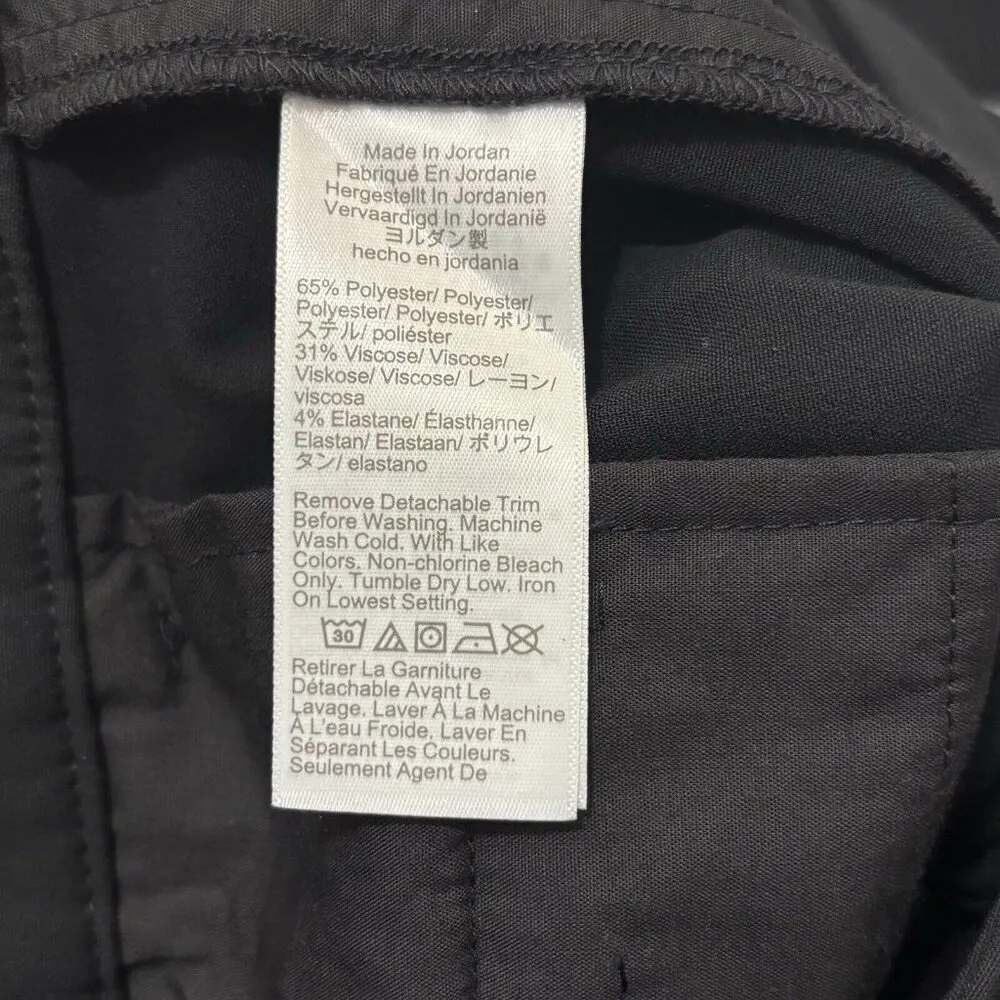 Made In Jordan
Fabriqué En Jordanie
Hergestellt In Jordanien
Vervaardigd In Jordanië
ヨルダン製
hecho en jordania
65% Polyester/ Polyester/
Polyester/ Polyester/ ポリエ
ステル/ poliéster
31% Viscose/ Viscose/
Viskose/ Viscose/ レーヨン/
viscosa
4% Elastane/ Élasthanne/
Elastan/ Elastaan/ ポリウレ
タン/ elastano
Remove Detachable Trim
Before Washing. Machine
Wash Cold. With Like
Colors. Non-chlorine Bleach
Only. Tumble Dry Low. Iron
On Lowest Setting.
30
Retirer La Garniture
Détachable Avant Le
Lavage. Laver À La Machine
À L'eau Froide. Laver En
Séparant Les Couleurs.
Seulement Agent De